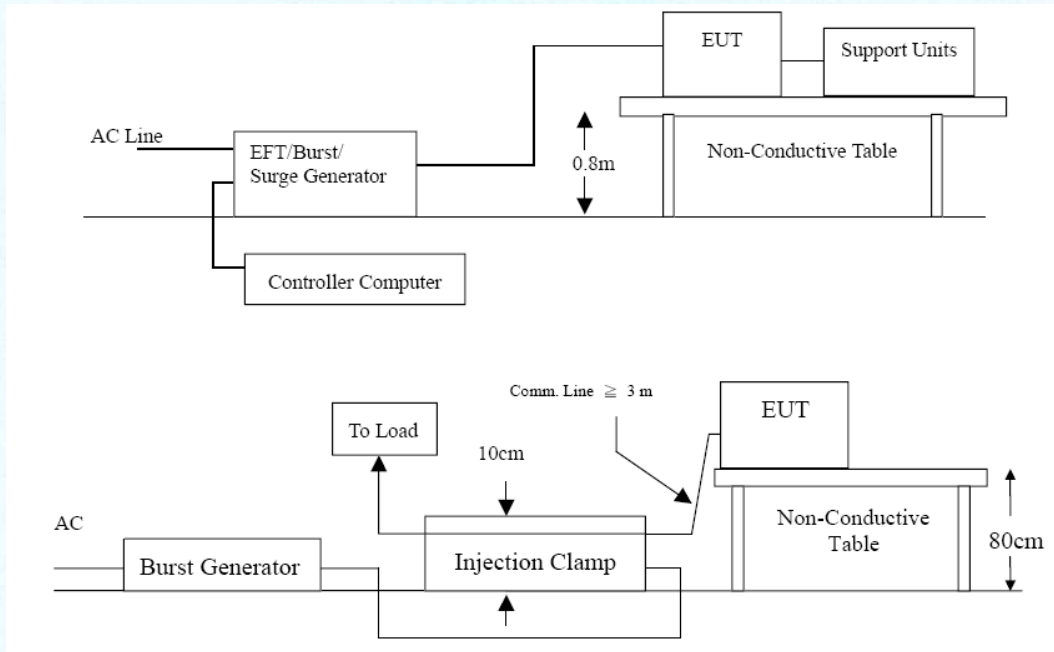 EUT
Support Units
AC Line
EFT/Burst/
Surge Generator
0.8m
Non-Conductive Table
Controller Computer
Comm. Line ≧ 3 m
EUT
To Load
10cm
AC
Non-Conductive
Table
80cm
Burst Generator
Injection Clamp